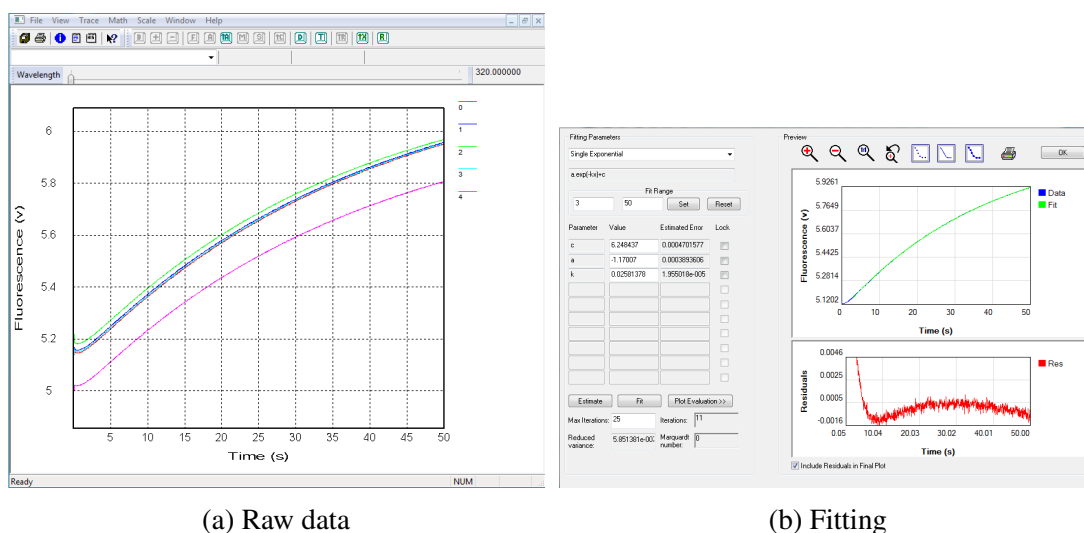 File View Trace Math Scale Window Help
Wavelength 320.000000
Fluorescence (v)
6
5.8
5.6
5.4
5.2
5
5 10 15 20 25 30 35 40 45 50
Time (s)
0
1
2
3
4
Ready NUM
(a) Raw data
Fitting Parameters
Single Exponential
a.exp(-kx)+c
Fit Range
3 50 Set Reset
Parameter Value Estimated Error Lock
c 6.248437 0.0004701577
a -1.17007 0.0003893606
k 0.02581378 1.955018e-005
Estimate Fit Plot Evaluation >>
Max Iterations: 25 Iterations: 11
Reduced variance: 5.851381e-00 Marquardt number: 0
Preview
OK
Fluorescence (v)
5.9261
5.7649
5.6037
5.4425
5.2814
5.1202
0 10 20 30 40 50
Time (s)
Data
Fit
Residuals
0.0046
0.0025
0.0005
-0.0016
0.05 10.04 20.03 30.02 40.01 50.00
Time (s)
Res
Include Residuals in Final Plot
(b) Fitting